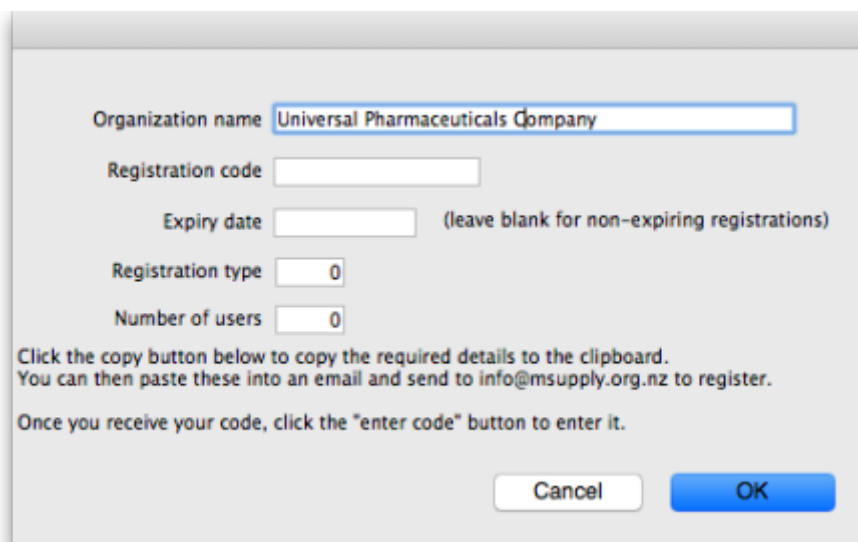 Organization name Universal Pharmaceuticals Company
Registration code
Expiry date (leave blank for non-expiring registrations)
Registration type 0
Number of users 0
Click the copy button below to copy the required details to the clipboard.
You can then paste these into an email and send to info@msupply.org.nz to register.
Once you receive your code, click the "enter code" button to enter it.
Cancel OK